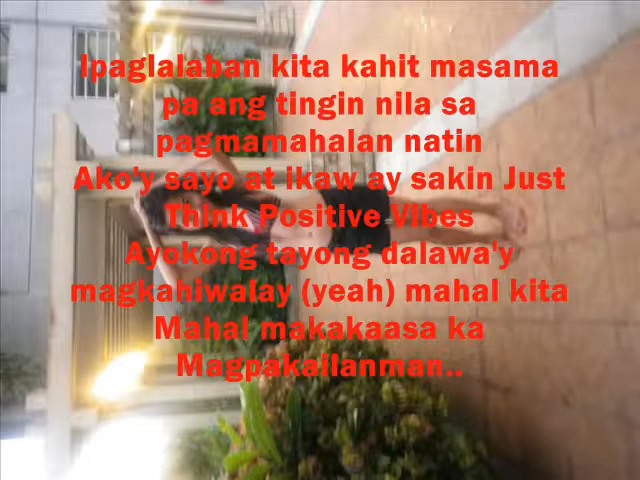 Ipaglalaban kita kahit masama
pa ang tingin nila sa
pagmamahalan natin
Ako'y sayo at ikaw ay sakin Just
Think Positive Vibes
Ayokong tayong dalawa'y
magkahiwalay (yeah) mahal kita
Mahal makakaasa ka
Magpakailanman..